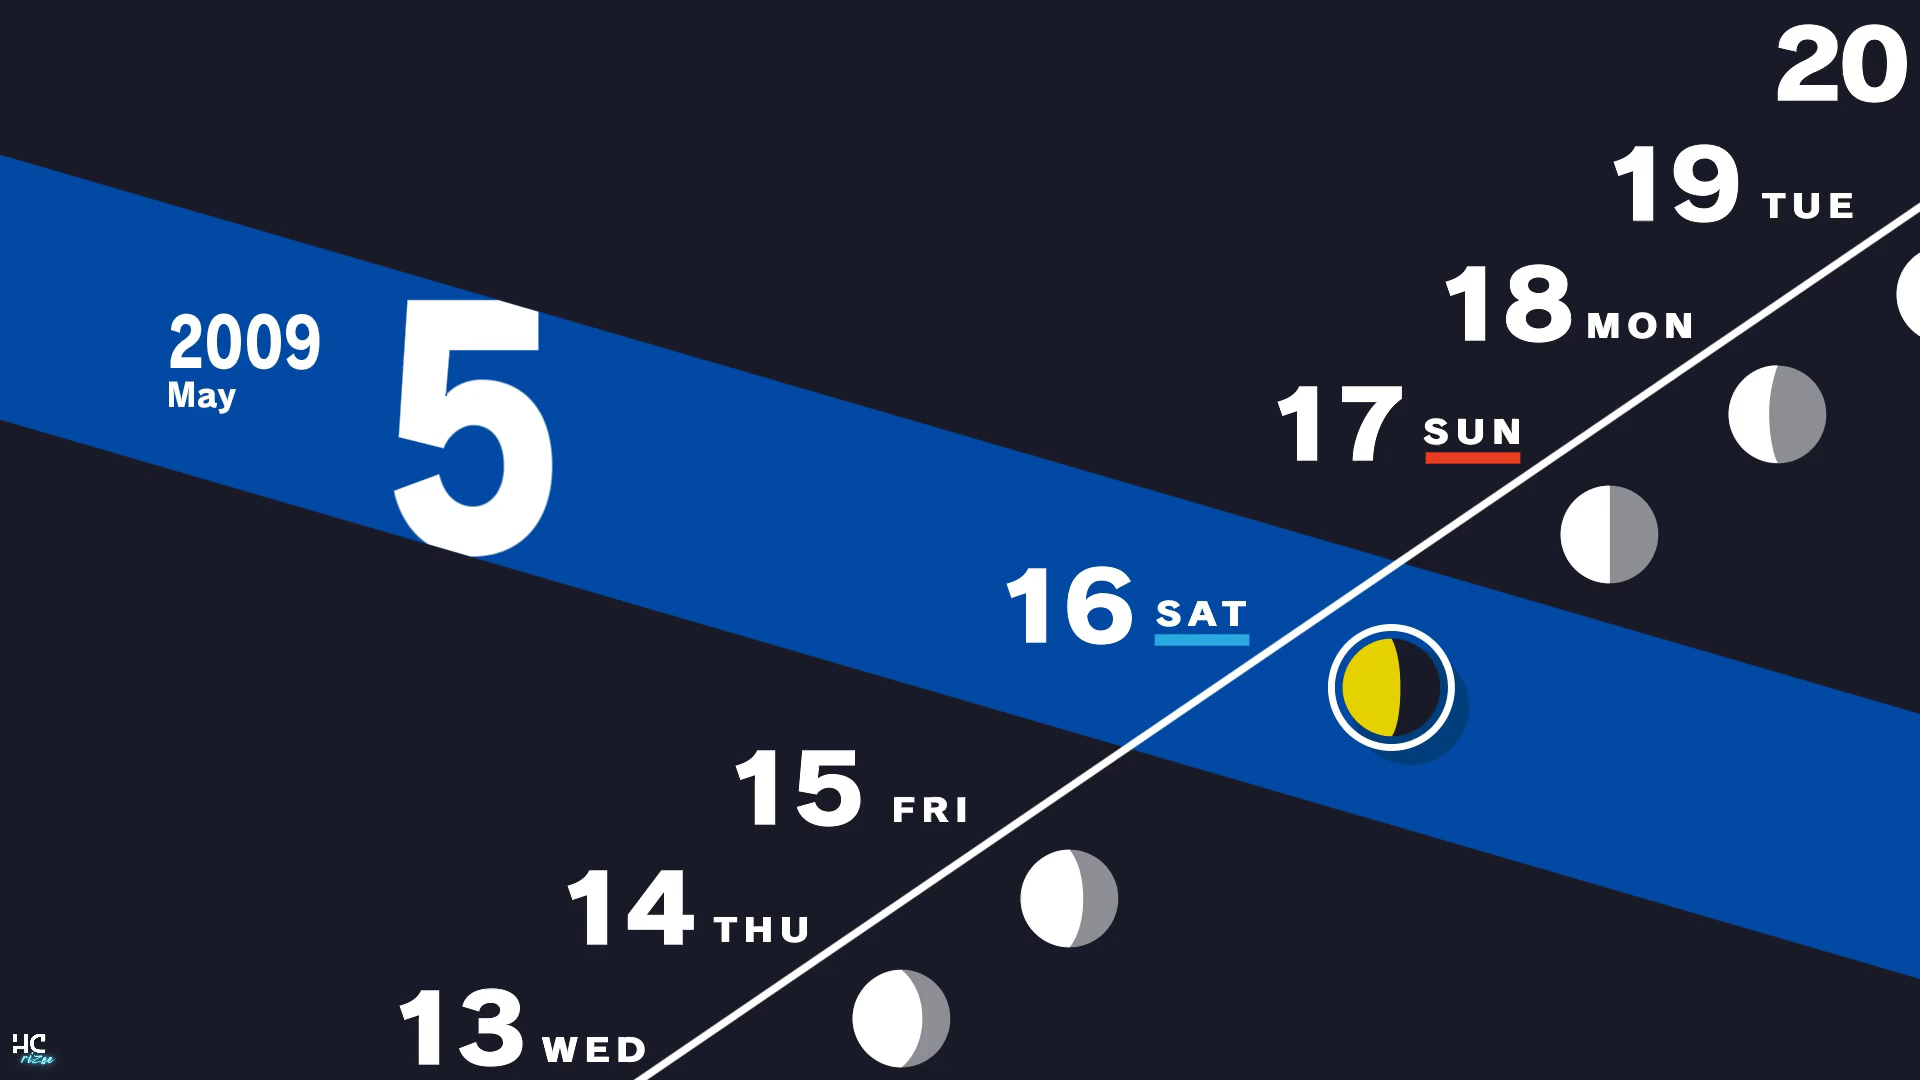 20
19 TUE
18 MON
2009
May
5
17 SUN
16 SAT
15 FRI
14 THU
13 WED
HC
rizee